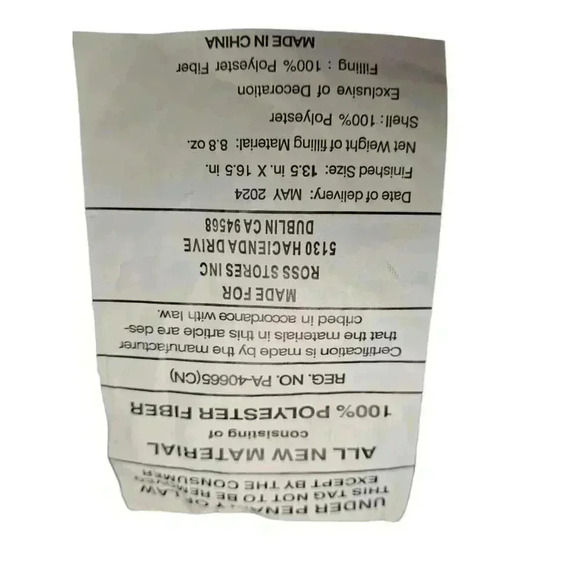 UNDER PENALTY OF LAW
THIS TAG NOT TO BE REMOVED
EXCEPT BY THE CONSUMER
ALL NEW MATERIAL
consisting of
100% POLYESTER FIBER
REG. NO. PA-40665(CN)
Certification is made by the manufacturer
that the materials in this article are des-
cribed in accordance with law.
MADE FOR
ROSS STORES INC
5130 HACIENDA DRIVE
DUBLIN CA 94568
Date of delivery: MAY 2024
Finished Size: 13.5 in. X 16.5 in.
Net Weight of filling Material: 8.8 oz.
Shell: 100% Polyester
Exclusive of Decoration
Filling : 100% Polyester Fiber
MADE IN CHINA